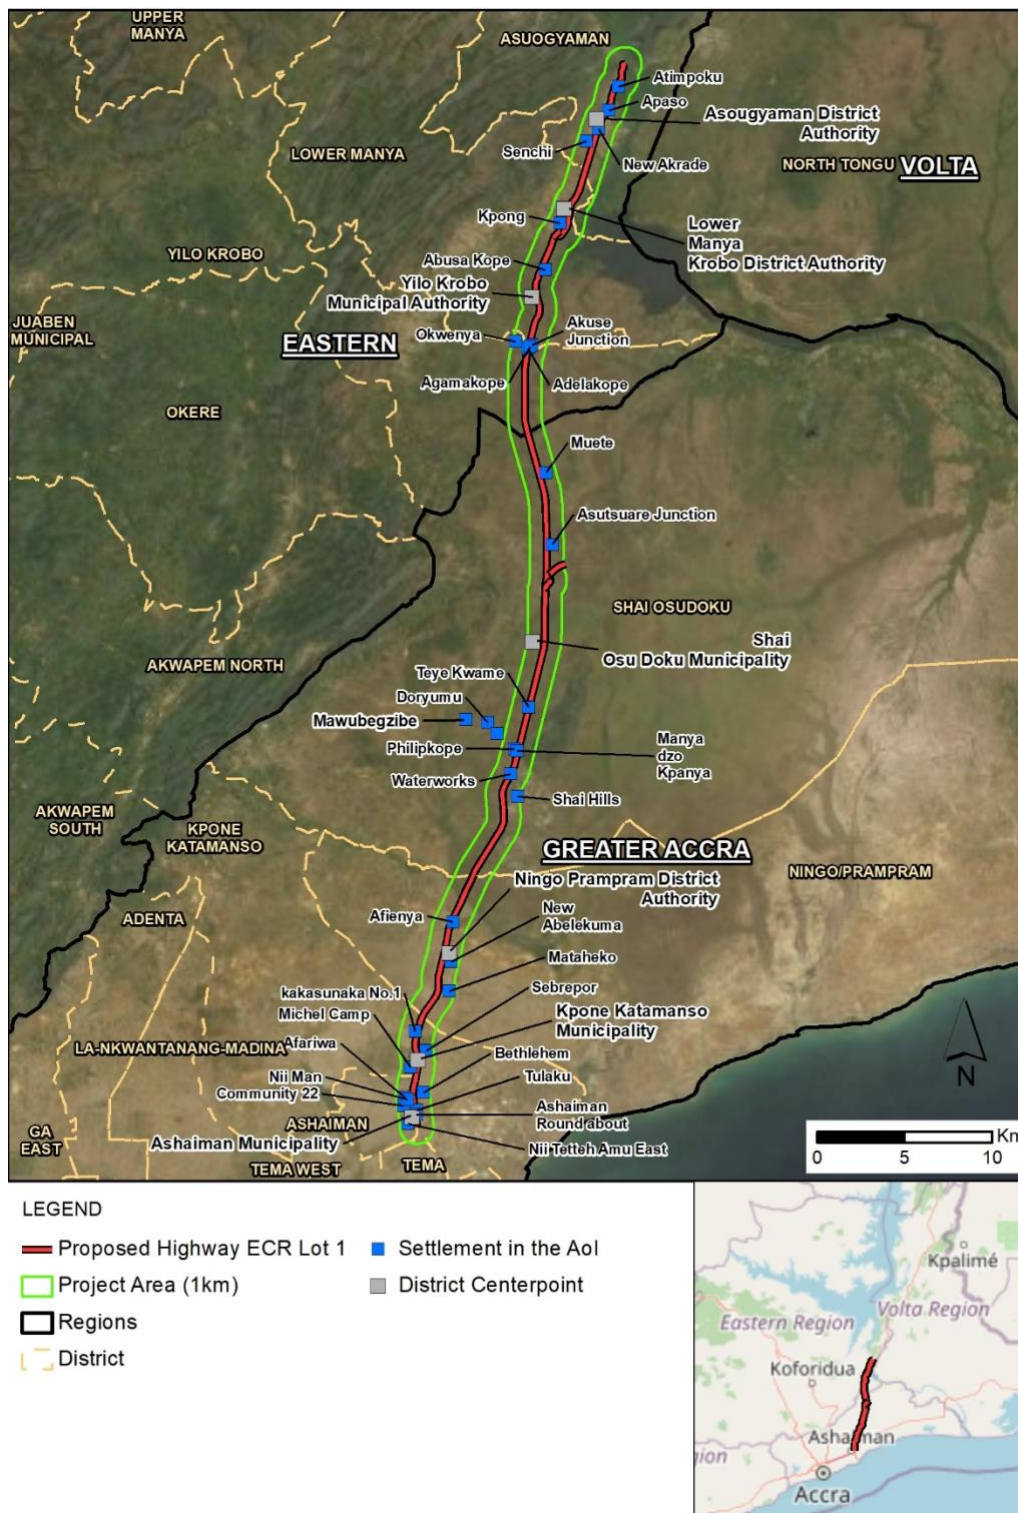 UPPER
MANYA
ASUOGYAMAN
Atimpoku
Apaso
Asougyaman District
Authority
LOWER MANYA
Senchi
New Akrade
NORTH TONGU
VOLTA
Kpong
Lower
Manya
Krobo District Authority
YILO KROBO
Abusa Kope
Yilo Krobo
Municipal Authority
JUABEN
MUNICIPAL
EASTERN
Okwenya
Akuse
Junction
Agamakope
Adelakope
OKERE
Muete
Asutsuare Junction
SHAI OSUDOKU
Shai
Osu Doku Municipality
AKWAPEM NORTH
Teye Kwame
Doryumu
Mawubegzibe
Philipkope
Manya
dzo
Kpanya
Waterworks
Shai Hills
AKWAPEM
SOUTH
KPONE
KATAMANSO
GREATER ACCRA
NINGO/PRAMPRAM
Ningo Prampram District
Authority
ADENTA
Afienya
New
Abelekuma
Mataheko
kakasunaka No.1
Sebrepor
Michel Camp
Kpone Katamanso
Municipality
LA-NKWANTANANG-MADINA
Afariwa
Bethlehem
Nii Man
Tulaku
Community 22
ASHAIMAN
Ashaiman
Round about
GA
EAST
Ashaiman Municipality
Nii Tetteh Amu East
TEMA WEST
TEMA
N
Km
0 5 10
LEGEND
Proposed Highway ECR Lot 1
Settlement in the AoI
Project Area (1km)
District Centerpoint
Regions
District
Kpalimé
Volta Region
Eastern Region
Koforidua
Ashaiman
gion
Accra